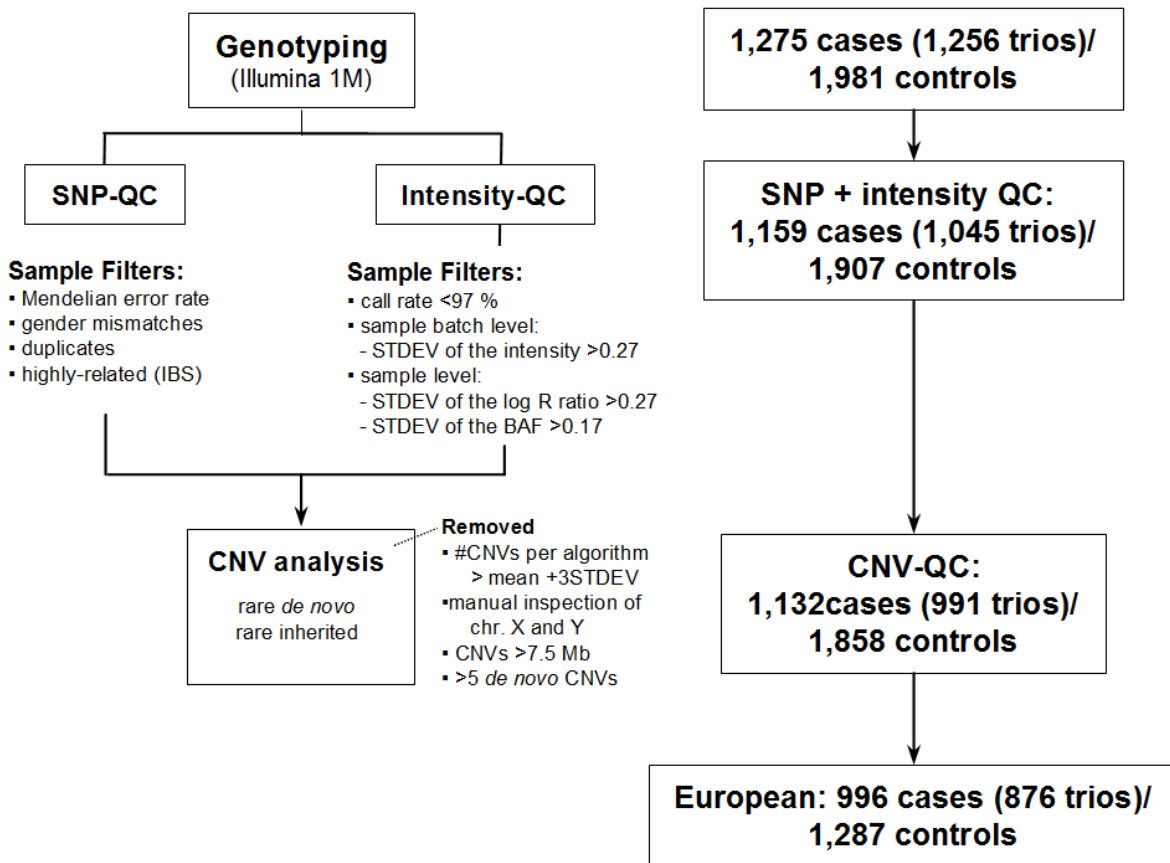 Genotyping
(Illumina 1M)
SNP-QC
Intensity-QC
Sample Filters:
▪ Mendelian error rate
▪ gender mismatches
▪ duplicates
▪ highly-related (IBS)
Sample Filters:
▪ call rate <97 %
▪ sample batch level:
- STDEV of the intensity >0.27
▪ sample level:
- STDEV of the log R ratio >0.27
- STDEV of the BAF >0.17
CNV analysis
rare de novo
rare inherited
Removed
▪ #CNVs per algorithm
> mean +3STDEV
▪manual inspection of
chr. X and Y
▪ CNVs >7.5 Mb
▪ >5 de novo CNVs
1,275 cases (1,256 trios)/
1,981 controls
SNP + intensity QC:
1,159 cases (1,045 trios)/
1,907 controls
CNV-QC:
1,132cases (991 trios)/
1,858 controls
European: 996 cases (876 trios)/
1,287 controls